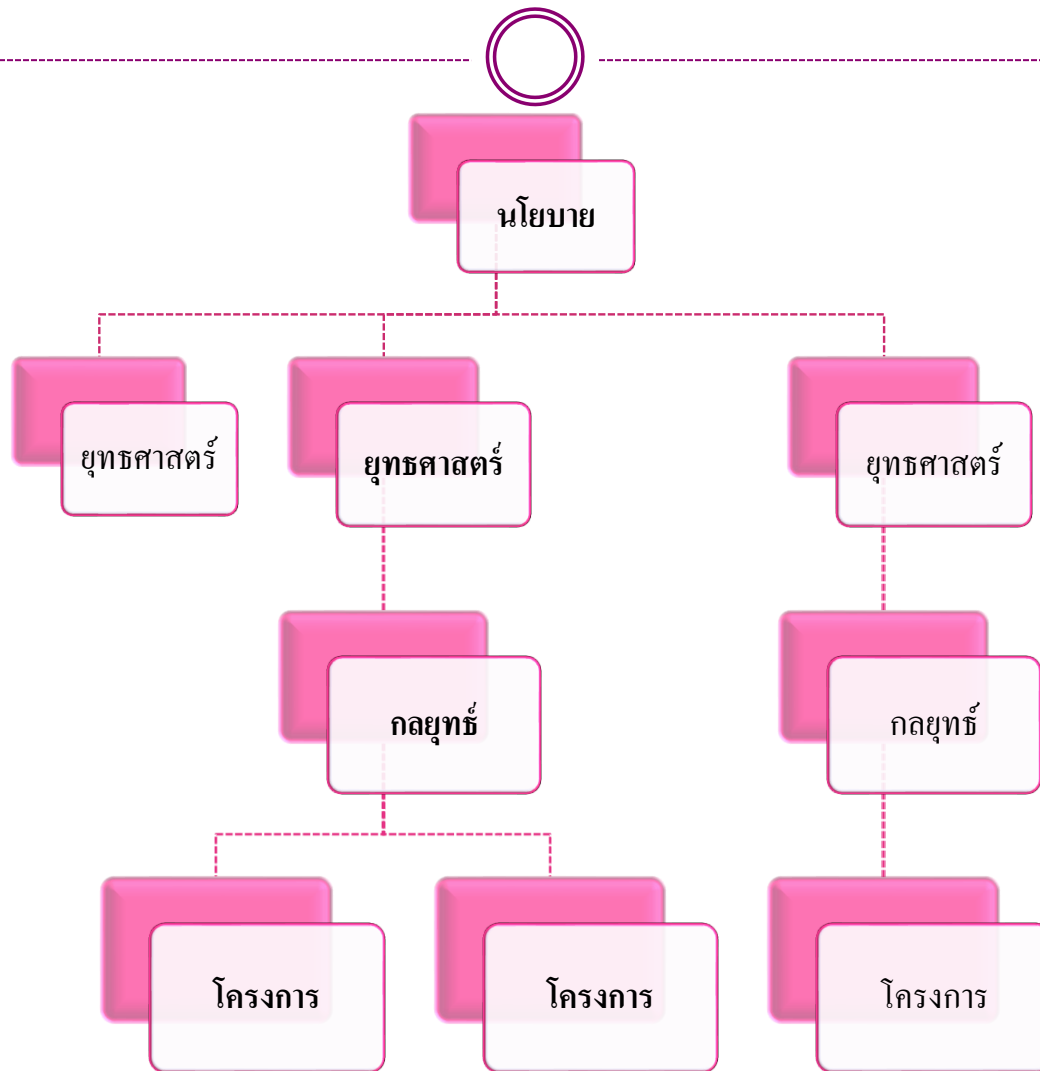 นโยบาย
ยุทธศาสตร์
ยุทธศาสตร์
ยุทธศาสตร์
กลยุทธ์
กลยุทธ์
โครงการ
โครงการ
โครงการ